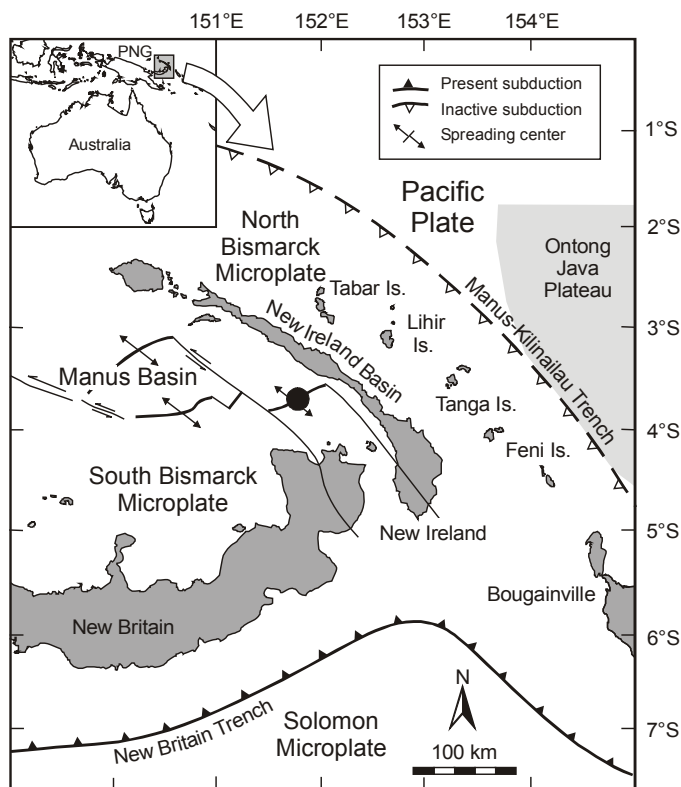 151°E 152°E 153°E 154°E
PNG
Australia
Present subduction
Inactive subduction
Spreading center
1°S
Pacific
Plate
2°S
North
Bismarck
Microplate
Ontong
Java
Plateau
Tabar Is.
Manus-Kilinailau Trench
Lihir
Is.
3°S
New Ireland Basin
Manus Basin
Tanga Is.
4°S
Feni Is.
South Bismarck
Microplate
5°S
New Ireland
Bougainville
New Britain
6°S
N
New Britain Trench
Solomon
Microplate
7°S
100 km